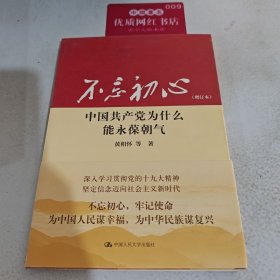 009
优质网红书店
不忘初心
(增订本)
中国共产党为什么
能永葆朝气
黄相怀 等 著
深入学习贯彻党的十九大精神
坚定信念迈向社会主义新时代
不忘初心，牢记使命
为中国人民谋幸福，为中华民族谋复兴
中国人民大学出版社